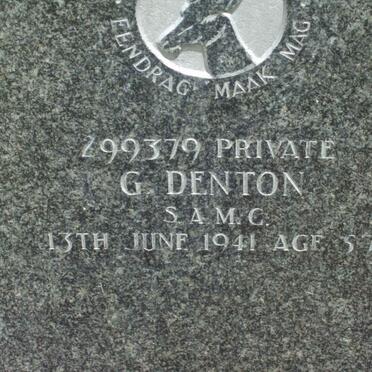 EENDRAG MAAK MAG
299379 PRIVATE
G. DENTON
S.A.M.C.
13TH JUNE 1941 AGE 57